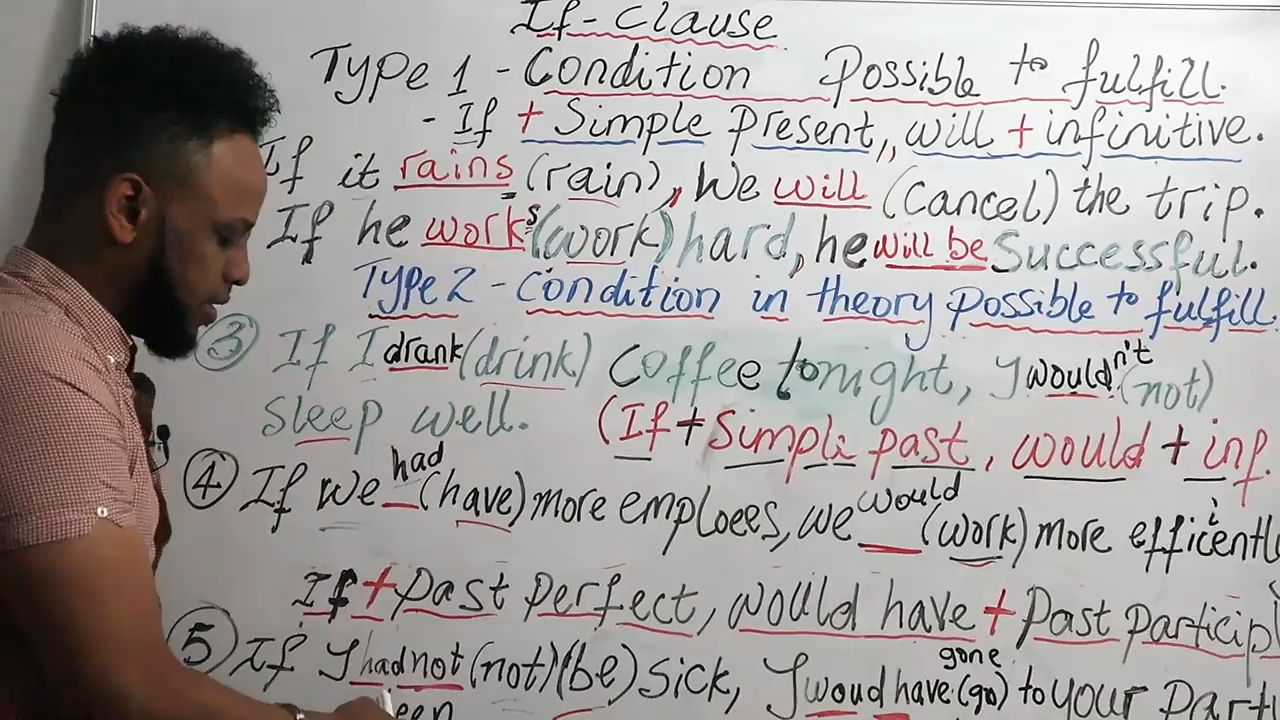 If-Clause
Type 1 - Condition Possible to fulfill.
- If + Simple present, will + infinitive.
If it rains (rain), We will (Cancel) the trip.
If he works (work) hard, he will be Successful.
Type 2 - Condition in theory possible to fulfill.
③ If I drank (drink) Coffee tonight, I wouldn't (not)
Sleep well. (If + Simple past, would + inf.
④ If we had (have) more emploees, we would (work) more efficiently
If + Past Perfect, would have + Past Particip
⑤ If I had not (not) (be) Sick, I woud have gone (go) to your Part
een